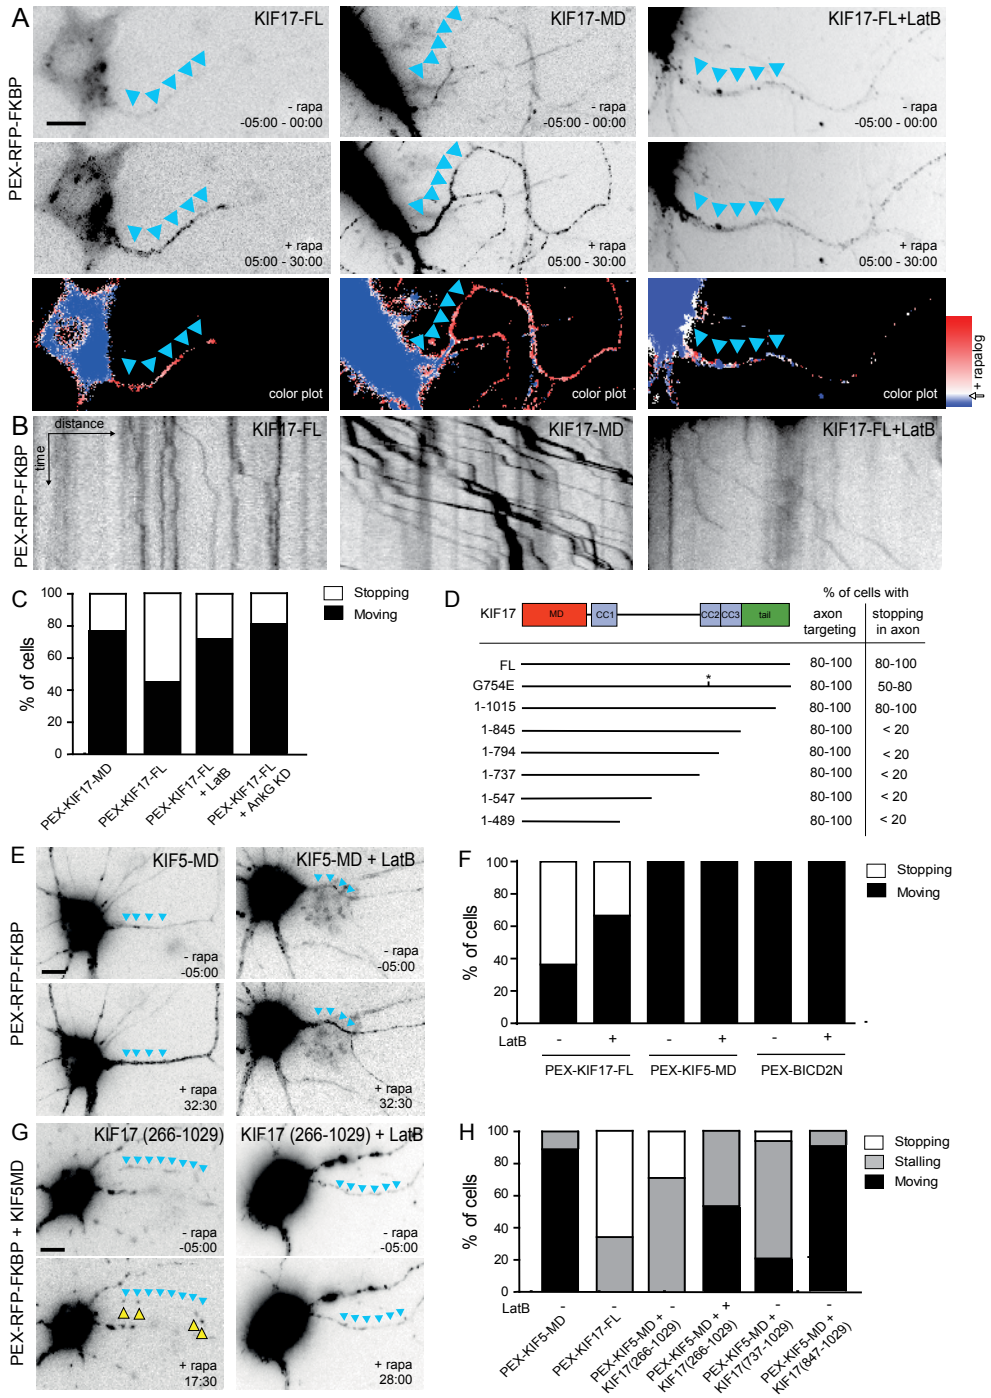 A
KIF17-FL
KIF17-MD
KIF17-FL+LatB
PEX-RFP-FKBP
- rapa
-05:00 - 00:00
- rapa
-05:00 - 00:00
- rapa
-05:00 - 00:00
+ rapa
05:00 - 30:00
+ rapa
05:00 - 30:00
+ rapa
05:00 - 30:00
color plot
color plot
color plot
+ rapalog
B
distance
time
KIF17-FL
KIF17-MD
KIF17-FL+LatB
PEX-RFP-FKBP
C
Stopping
Moving
% of cells
100
80
60
40
20
0
PEX-KIF17-MD
PEX-KIF17-FL
PEX-KIF17-FL
+ LatB
PEX-KIF17-FL
+ AnkG KD
D
% of cells with
KIF17
MD
CC1
CC2
CC3
tail
axon
targeting
stopping
in axon
FL 80-100 80-100
G754E * 80-100 50-80
1-1015 80-100 80-100
1-845 80-100 < 20
1-794 80-100 < 20
1-737 80-100 < 20
1-547 80-100 < 20
1-489 80-100 < 20
E
KIF5-MD
KIF5-MD + LatB
PEX-RFP-FKBP
- rapa
-05:00
- rapa
-05:00
+ rapa
32:30
+ rapa
32:30
F
Stopping
Moving
% of cells
100
80
60
40
20
0
LatB - + - + - +
PEX-KIF17-FL
PEX-KIF5-MD
PEX-BICD2N
G
KIF17 (266-1029)
KIF17 (266-1029) + LatB
PEX-RFP-FKBP + KIF5MD
- rapa
-05:00
- rapa
-05:00
+ rapa
17:30
+ rapa
28:00
H
Stopping
Stalling
Moving
% of cells
100
80
60
40
20
0
LatB - - - + - -
PEX-KIF5-MD
PEX-KIF17-FL
PEX-KIF5-MD +
KIF17(266-1029)
PEX-KIF5-MD +
KIF17(266-1029)
PEX-KIF5-MD +
KIF17(737-1029)
PEX-KIF5-MD +
KIF17(847-1029)